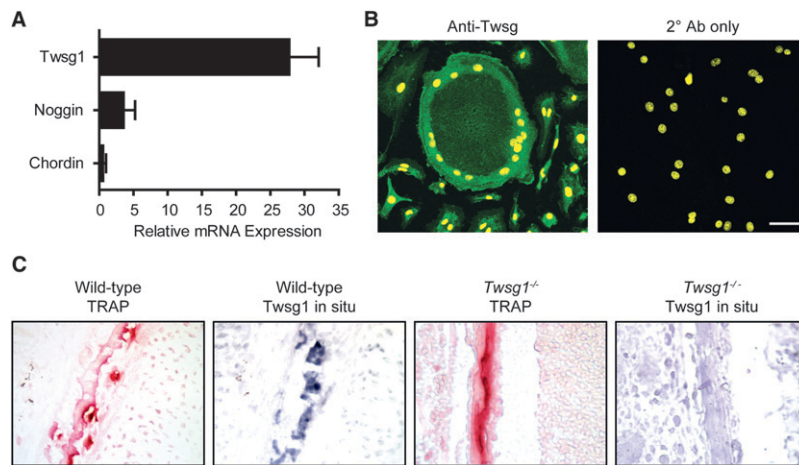 A
Twsg1
Noggin
Chordin
0 5 10 15 20 25 30 35
Relative mRNA Expression
B
Anti-Twsg
2° Ab only
C
Wild-type
TRAP
Wild-type
Twsg1 in situ
Twsg1-/-
TRAP
Twsg1-/-
Twsg1 in situ